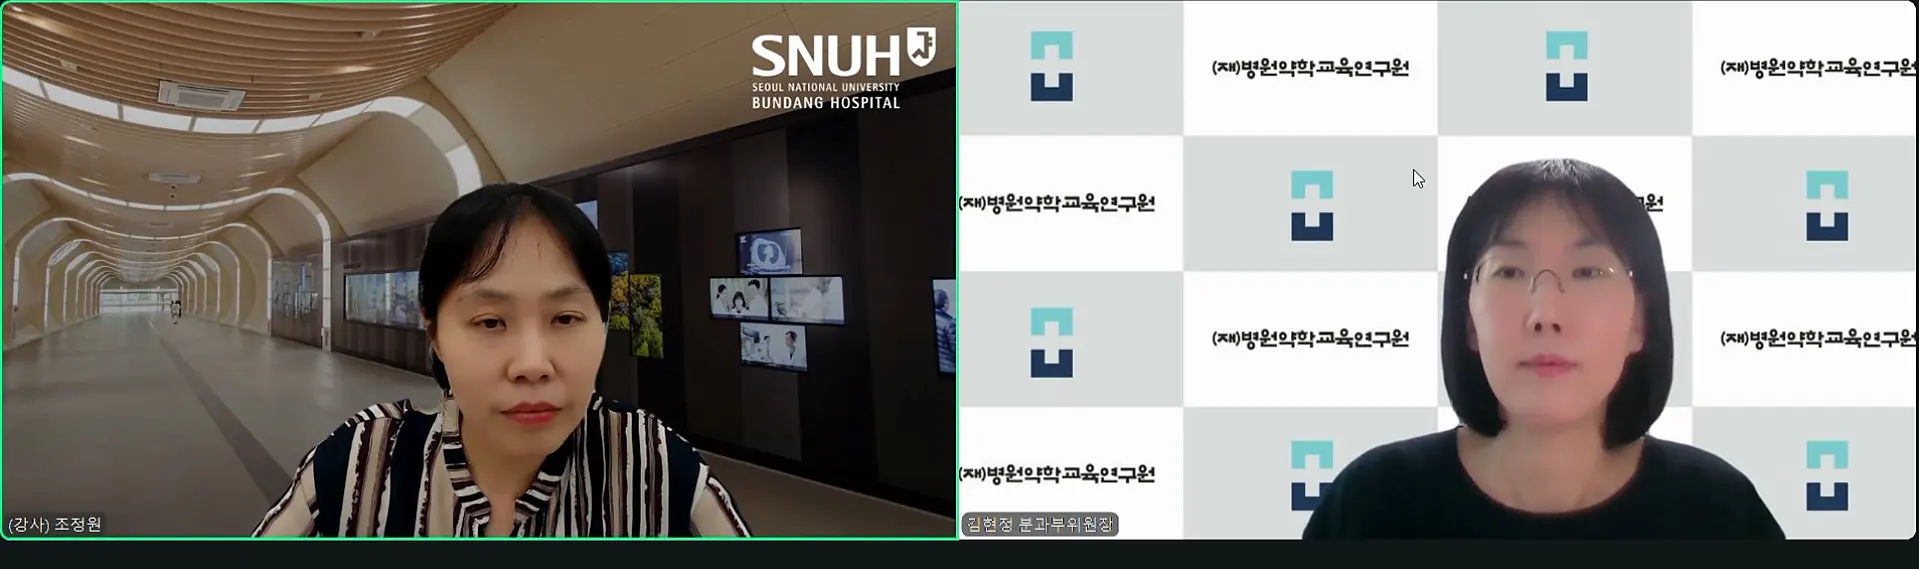 SNUH
SEOUL NATIONAL UNIVERSITY
BUNDANG HOSPITAL
(강사) 조정원
(재)병원약학교육연구원
(재)병원약학교육연구원
(재)병원약학교육연구원
원
(재)병원약학교육연구원
(재)병원약학교육연구원
(재)병원약학교육연구원
김현정 분과부위원장